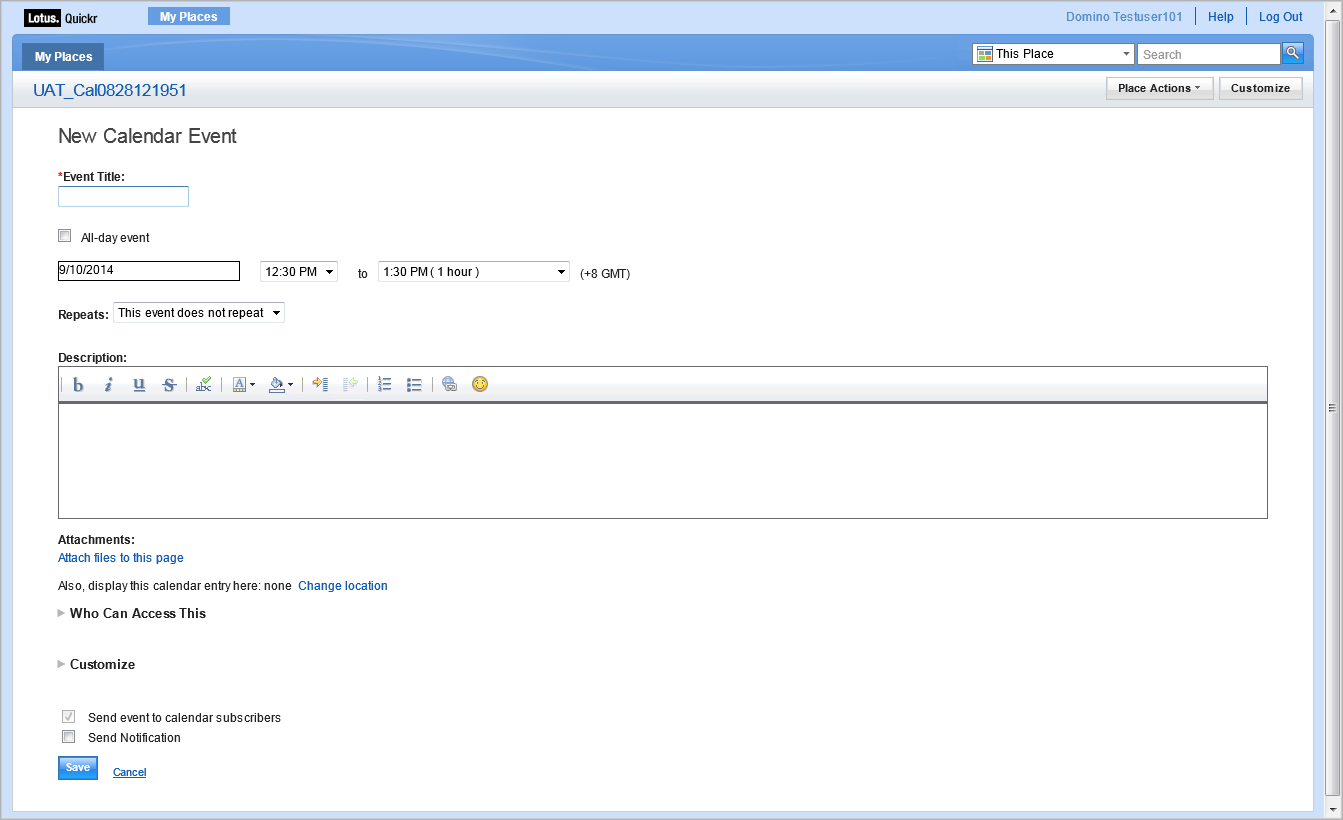 Lotus. Quickr My Places Domino Testuser101 Help Log Out
My Places This Place Search
UAT_Cal0828121951 Place Actions Customize
New Calendar Event
*Event Title:
All-day event
9/10/2014 12:30 PM to 1:30 PM ( 1 hour ) (+8 GMT)
Repeats: This event does not repeat
Description:
b i u S abc A
Attachments:
Attach files to this page
Also, display this calendar entry here: none Change location
Who Can Access This
Customize
Send event to calendar subscribers
Send Notification
Save Cancel